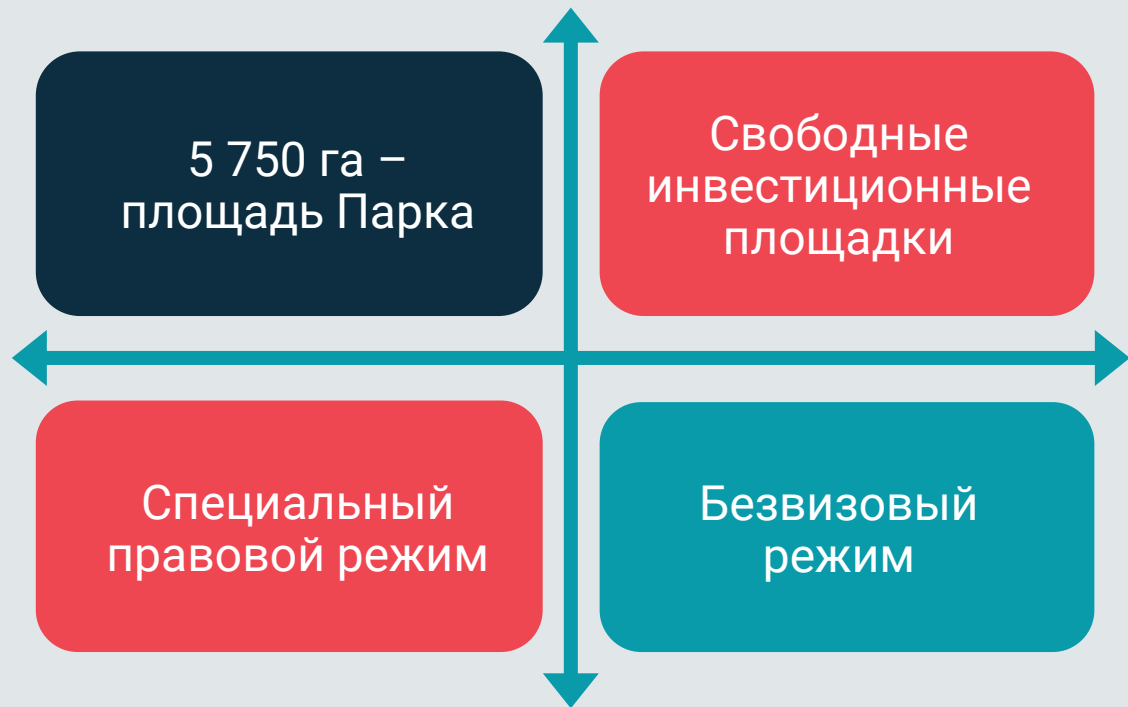 5 750 га –
площадь Парка
Свободные
инвестиционные
площадки
Специальный
правовой режим
Безвизовый
режим